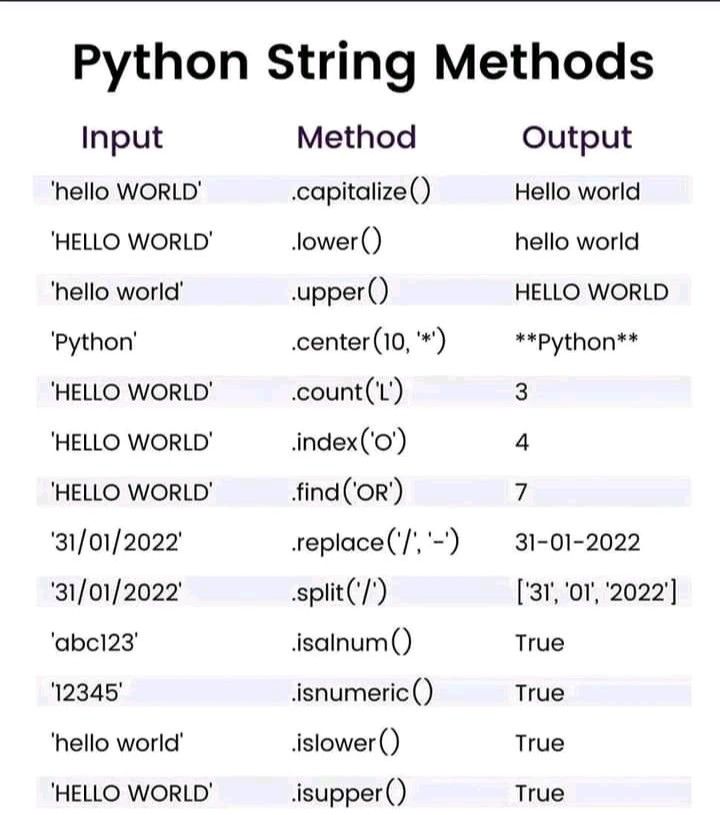 Python String Methods
Input Method Output
'hello WORLD' .capitalize() Hello world
'HELLO WORLD' .lower() hello world
'hello world' .upper() HELLO WORLD
'Python' .center(10, '*') **Python**
'HELLO WORLD' .count('L') 3
'HELLO WORLD' .index('O') 4
'HELLO WORLD' .find('OR') 7
'31/01/2022' .replace('/', '-') 31-01-2022
'31/01/2022' .split('/') ['31', '01', '2022']
'abc123' .isalnum() True
'12345' .isnumeric() True
'hello world' .islower() True
'HELLO WORLD' .isupper() True